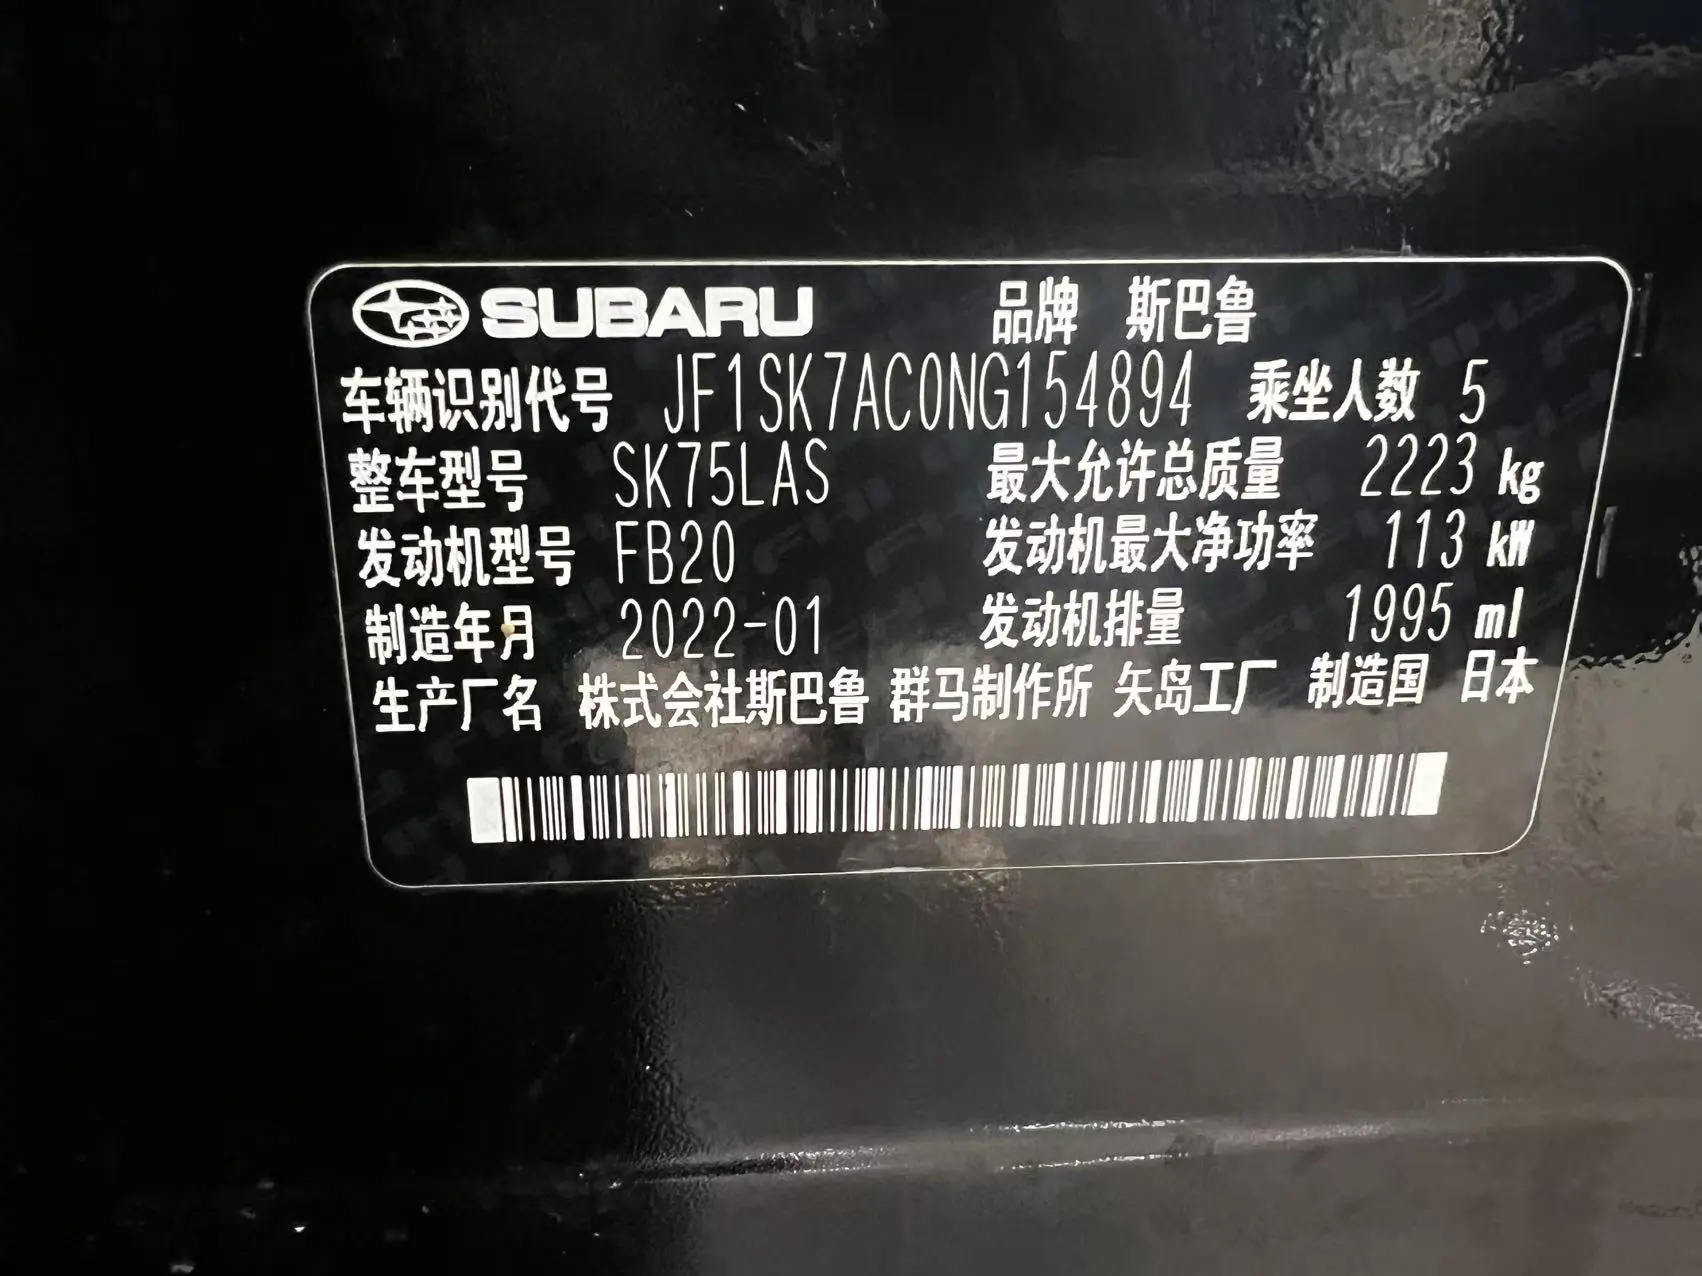 SUBARU 品牌 斯巴鲁
车辆识别代号 JF1SK7AC0NG154894 乘坐人数 5
整车型号 SK75LAS 最大允许总质量 2223 kg
发动机型号 FB20 发动机最大净功率 113 kW
制造年月 2022-01 发动机排量 1995 ml
生产厂名 株式会社斯巴鲁 群马制作所 矢岛工厂 制造国 日本